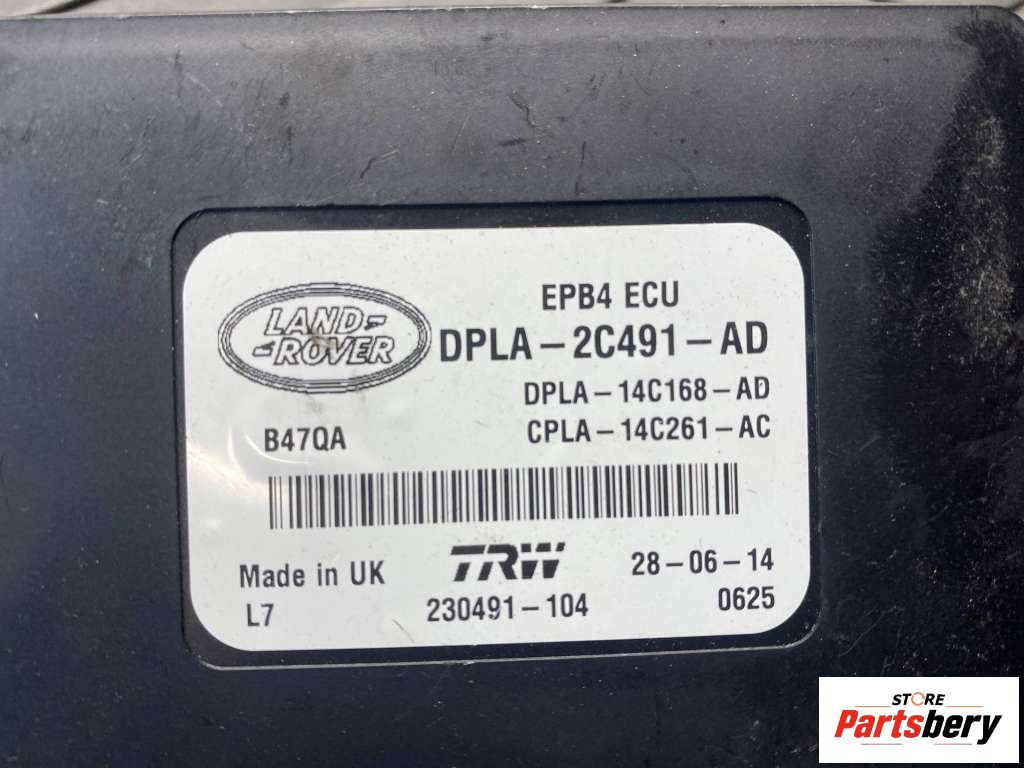 EPB4 ECU
LAND-
-ROVER
DPLA-2C491-AD
DPLA-14C168-AD
B47QA
CPLA-14C261-AC
Made in UK
TRW
28-06-14
L7
230491-104
0625
STORE
Partsbery